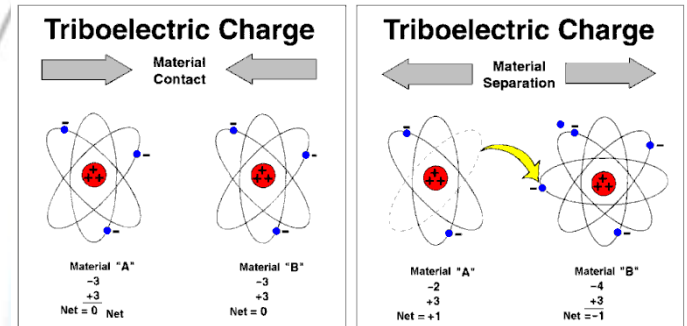 Triboelectric Charge
Material
Contact
-
-
-
+
++
-
-
-
+
++
Material "A"
-3
+3
Net = 0 Net
Material "B"
-3
+3
Net = 0
Triboelectric Charge
Material
Separation
-
-
+
++
-
-
-
-
+
++
Material "A"
-2
+3
Net = +1
Material "B"
-4
+3
Net =-1